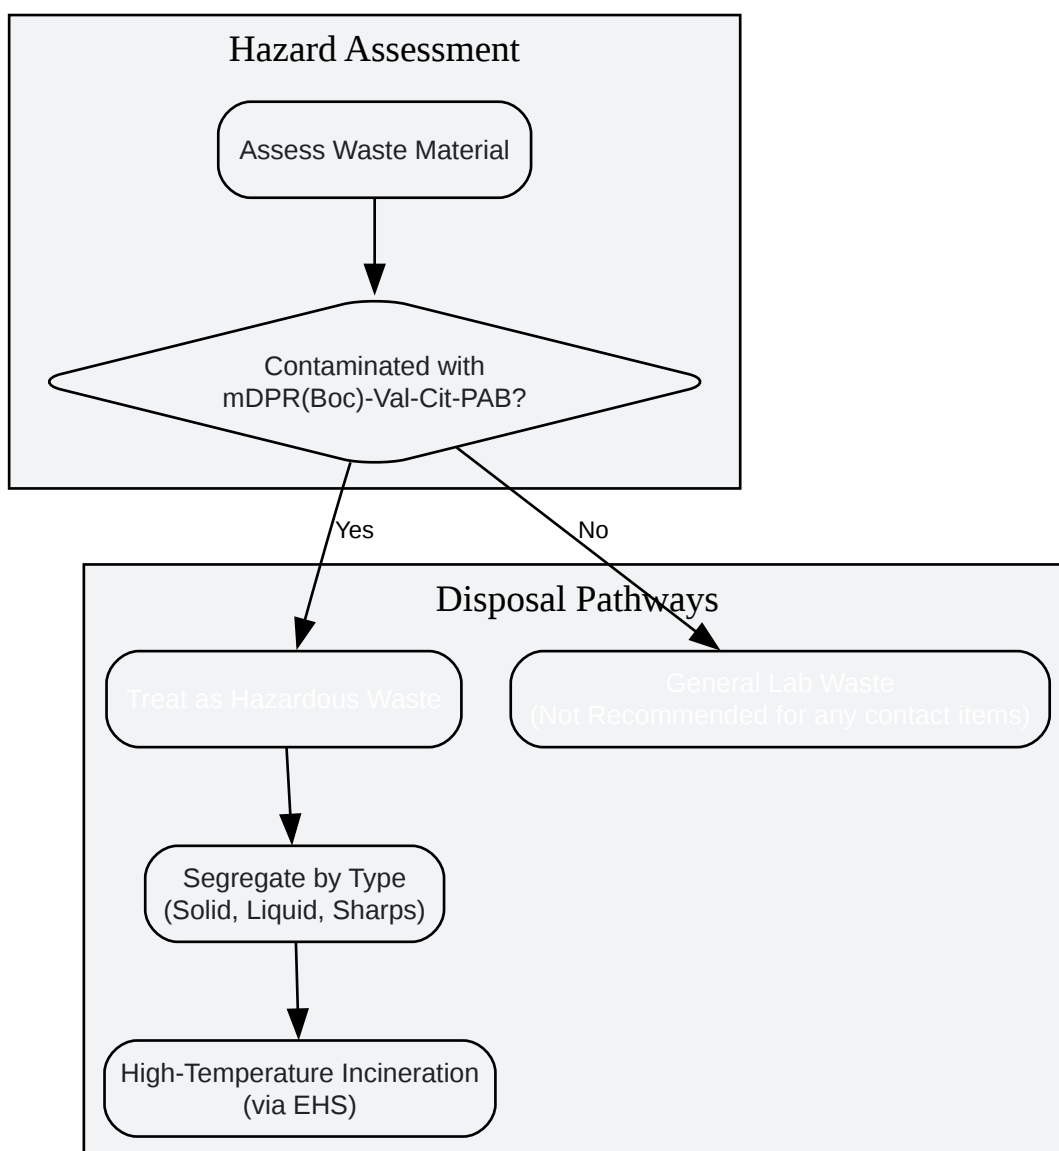 Hazard Assessment
Assess Waste Material
Contaminated with
mDPR(Boc)-Val-Cit-PAB?
Yes
No
Disposal Pathways
Treat as Hazardous Waste
General Lab Waste
(Not Recommended for any contact items)
Segregate by Type
(Solid, Liquid, Sharps)
High-Temperature Incineration
(via EHS)